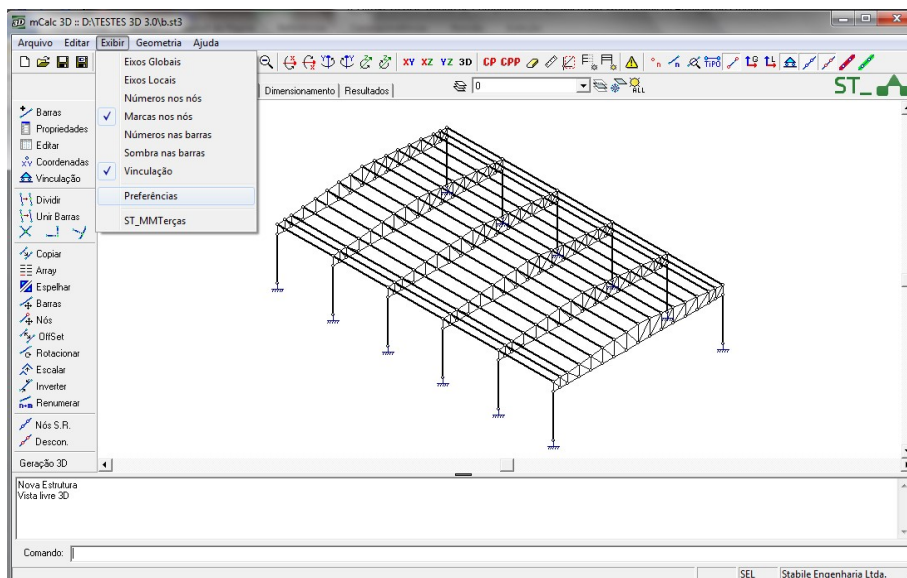 mCalc 3D :: D:\TESTES 3D 3.0\b.st3
Arquivo Editar Exibir Geometria Ajuda
Eixos Globais
Eixos Locais
Números nos nós
Marcas nos nós
Números nas barras
Sombra nas barras
Vinculação
Preferências
ST_MMTerças
XY XZ YZ 3D CP CPP
TIPO
Dimensionamento Resultados
0
ALL
ST_
Barras
Propriedades
Editar
Coordenadas
Vinculação
Dividir
Unir Barras
Copiar
Array
Espelhar
Barras
Nós
OffSet
Rotacionar
Escalar
Inverter
Renumerar
Nós S.R.
Descon.
Geração 3D
Nova Estrutura
Vista livre 3D
Comando:
SEL Stabile Engenharia Ltda.